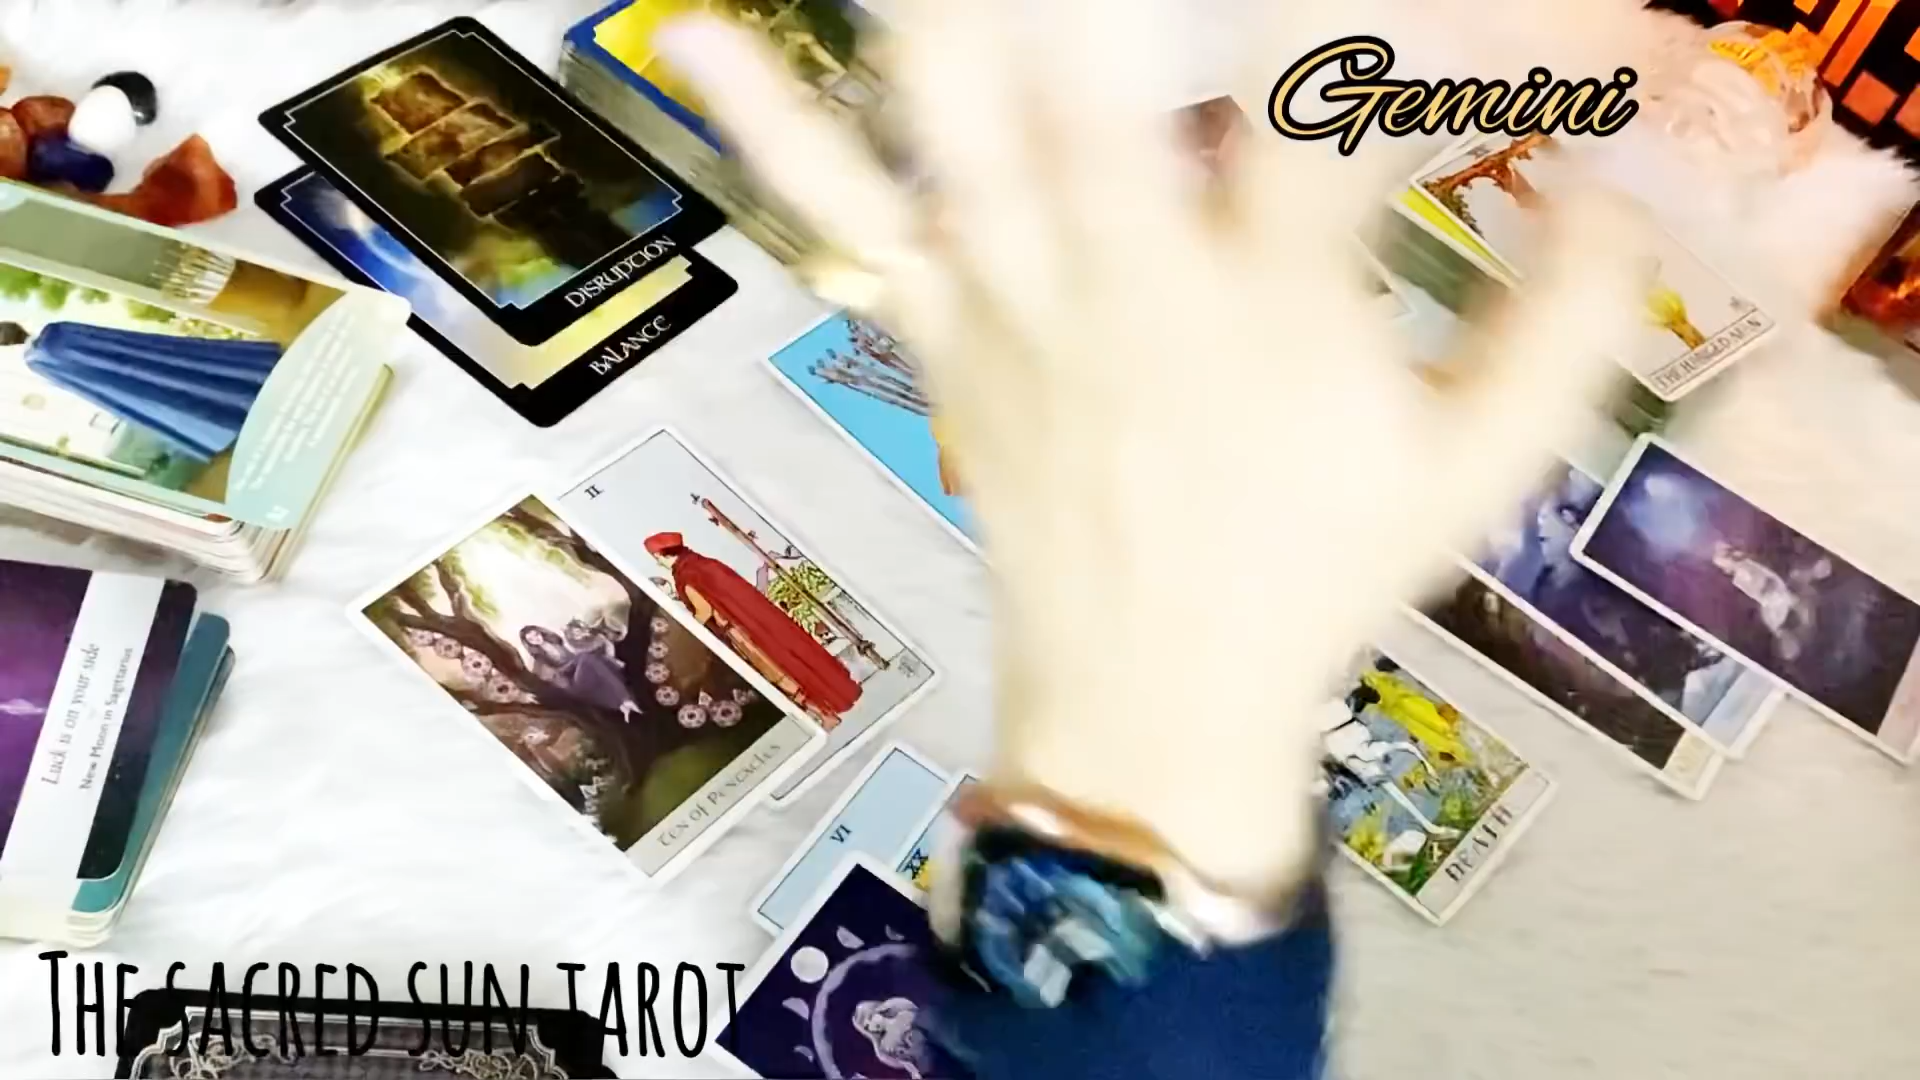 Gemini
DISRUPTION
BALANCE
THE HANGED MAN
II
Luck is on your side
New Moon in Sagittarius
Ten of Pentacles
VI
XX
DEATH
The sacred sun tarot